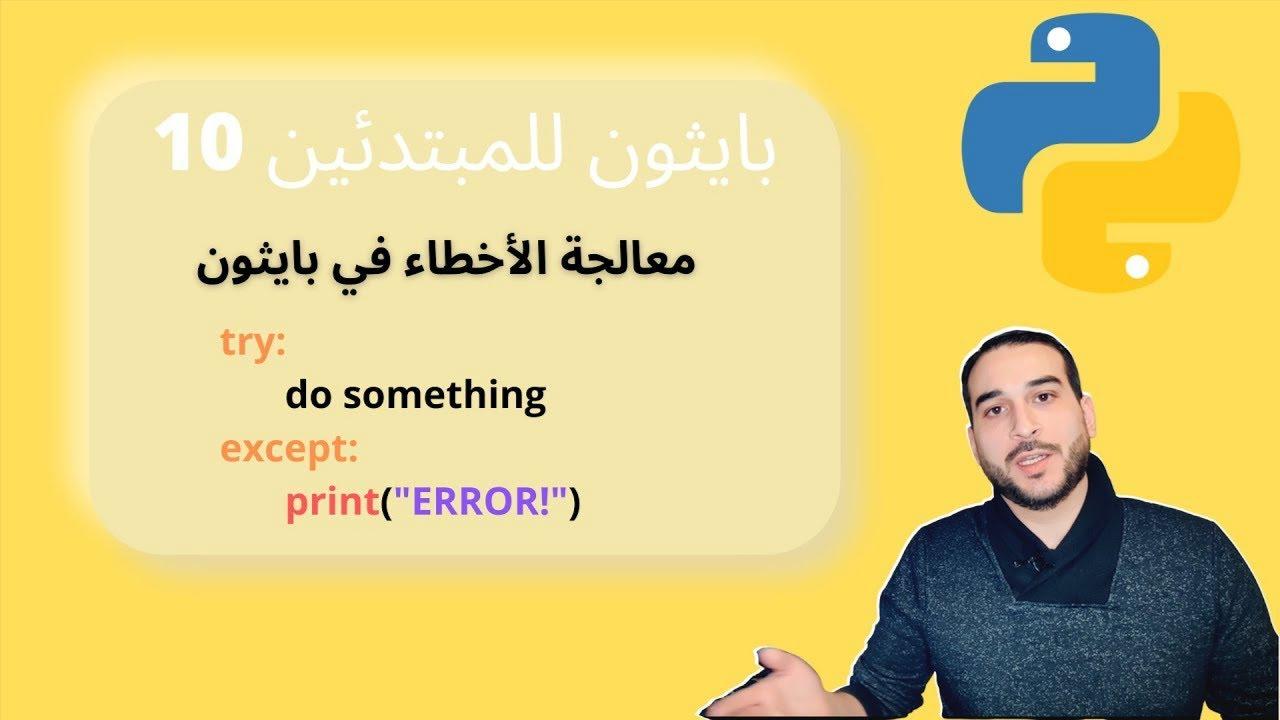 بايثون للمبتدئين 10
معالجة الأخطاء في بايثون
try:
do something
except:
print("ERROR!")